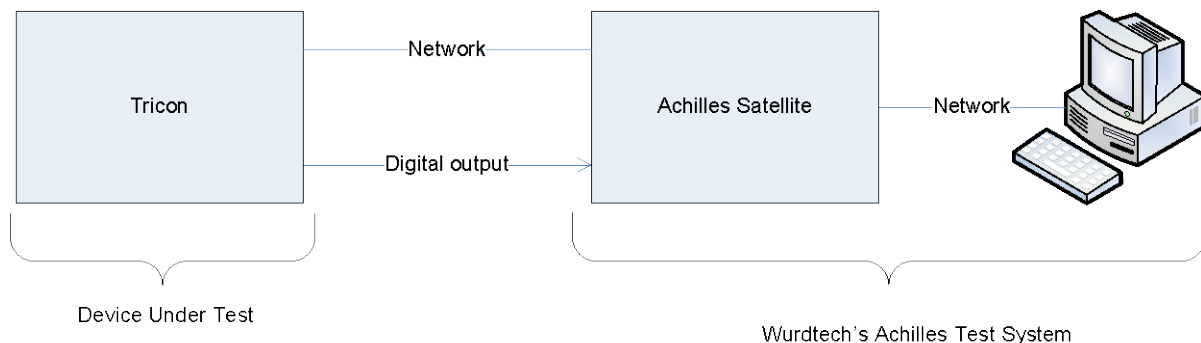 Network
Tricon
Achilles Satellite
Network
Digital output
Device Under Test
Wurdtech's Achilles Test System